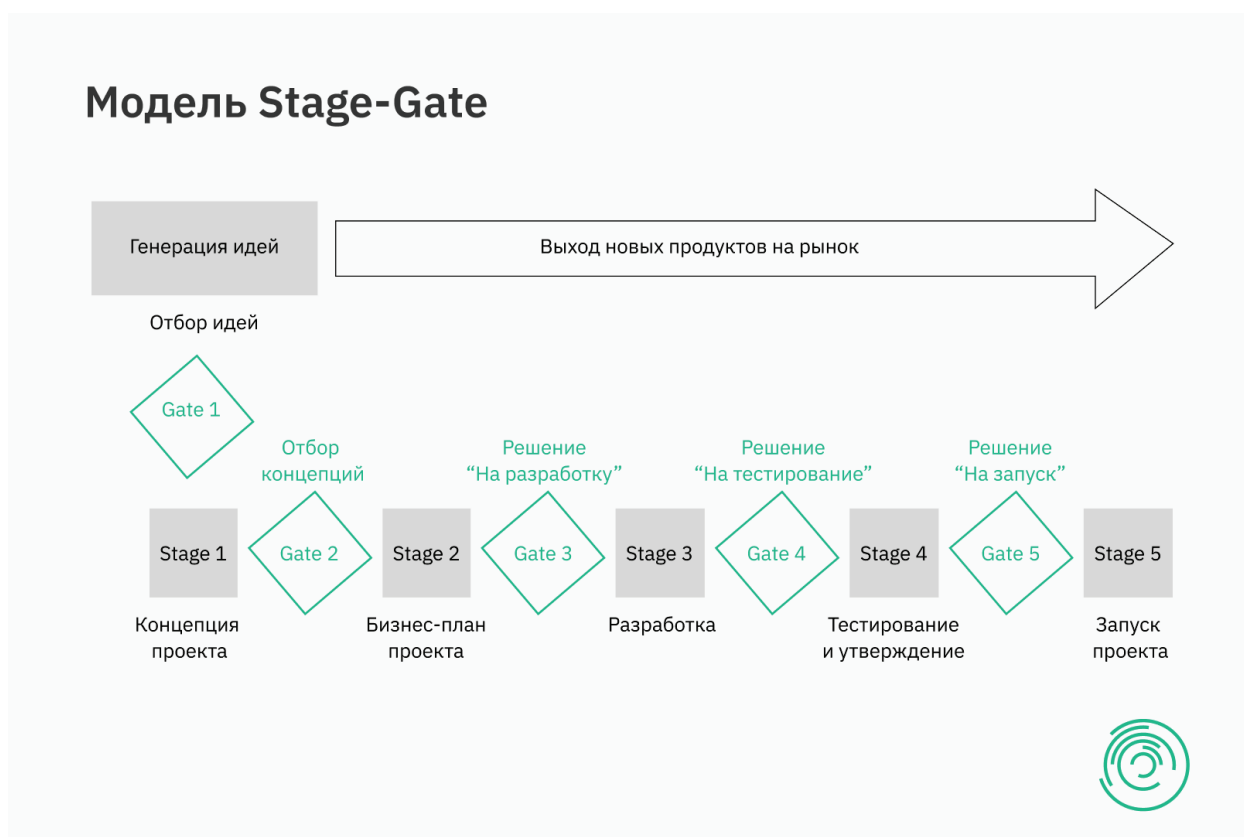 Модель Stage-Gate
Генерация идей
Выход новых продуктов на рынок
Отбор идей
Gate 1
Отбор
концепций
Решение
“На разработку”
Решение
“На тестирование”
Решение
“На запуск”
Stage 1
Gate 2
Stage 2
Gate 3
Stage 3
Gate 4
Stage 4
Gate 5
Stage 5
Концепция
проекта
Бизнес-план
проекта
Разработка
Тестирование
и утверждение
Запуск
проекта